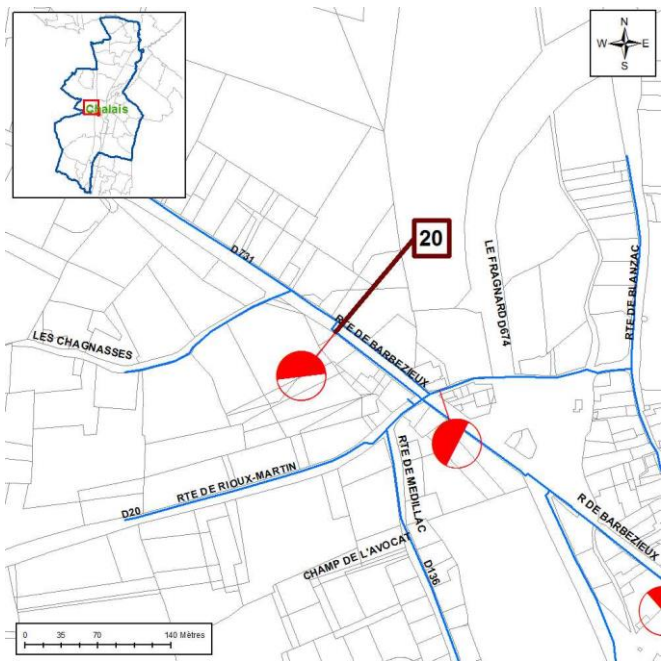 Chalais
N
W E
S
20
D731
RTE DE BARBEZIEUX
LE FRAGNARD D674
RTE DE BLANZAC
LES CHAGNASSES
RTE DE RIOUX-MARTIN
D20
RTE DE MEDILLAC
D136
CHAMP DE L'AVOCAT
R DE BARBEZIEUX
0 35 70 140 Mètres